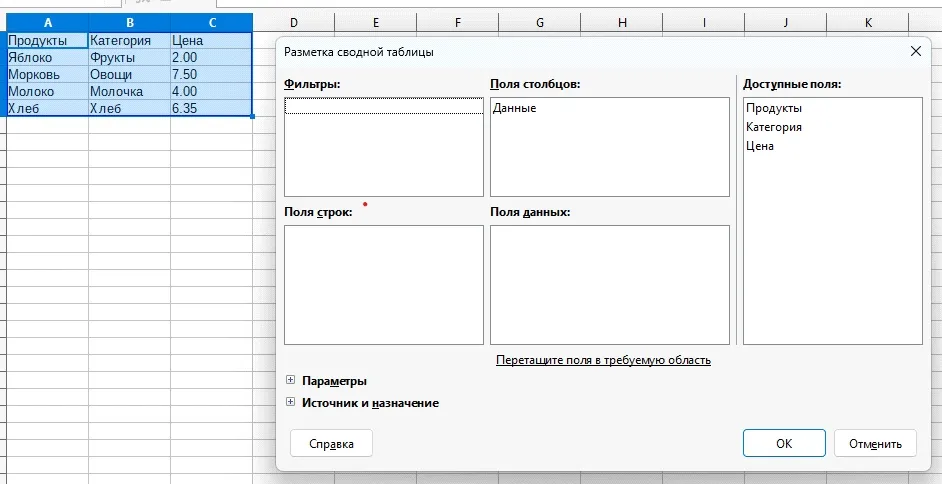 A B C D E F G H I J K
Продукты Категория Цена
Яблоко Фрукты 2.00
Морковь Овощи 7.50
Молоко Молочка 4.00
Хлеб Хлеб 6.35
Разметка сводной таблицы
Фильтры: Поля столбцов: Доступные поля:
Данные Продукты
Категория
Цена
Поля строк: Поля данных:
Перетащите поля в требуемую область
Параметры
Источник и назначение
Справка ОК Отменить